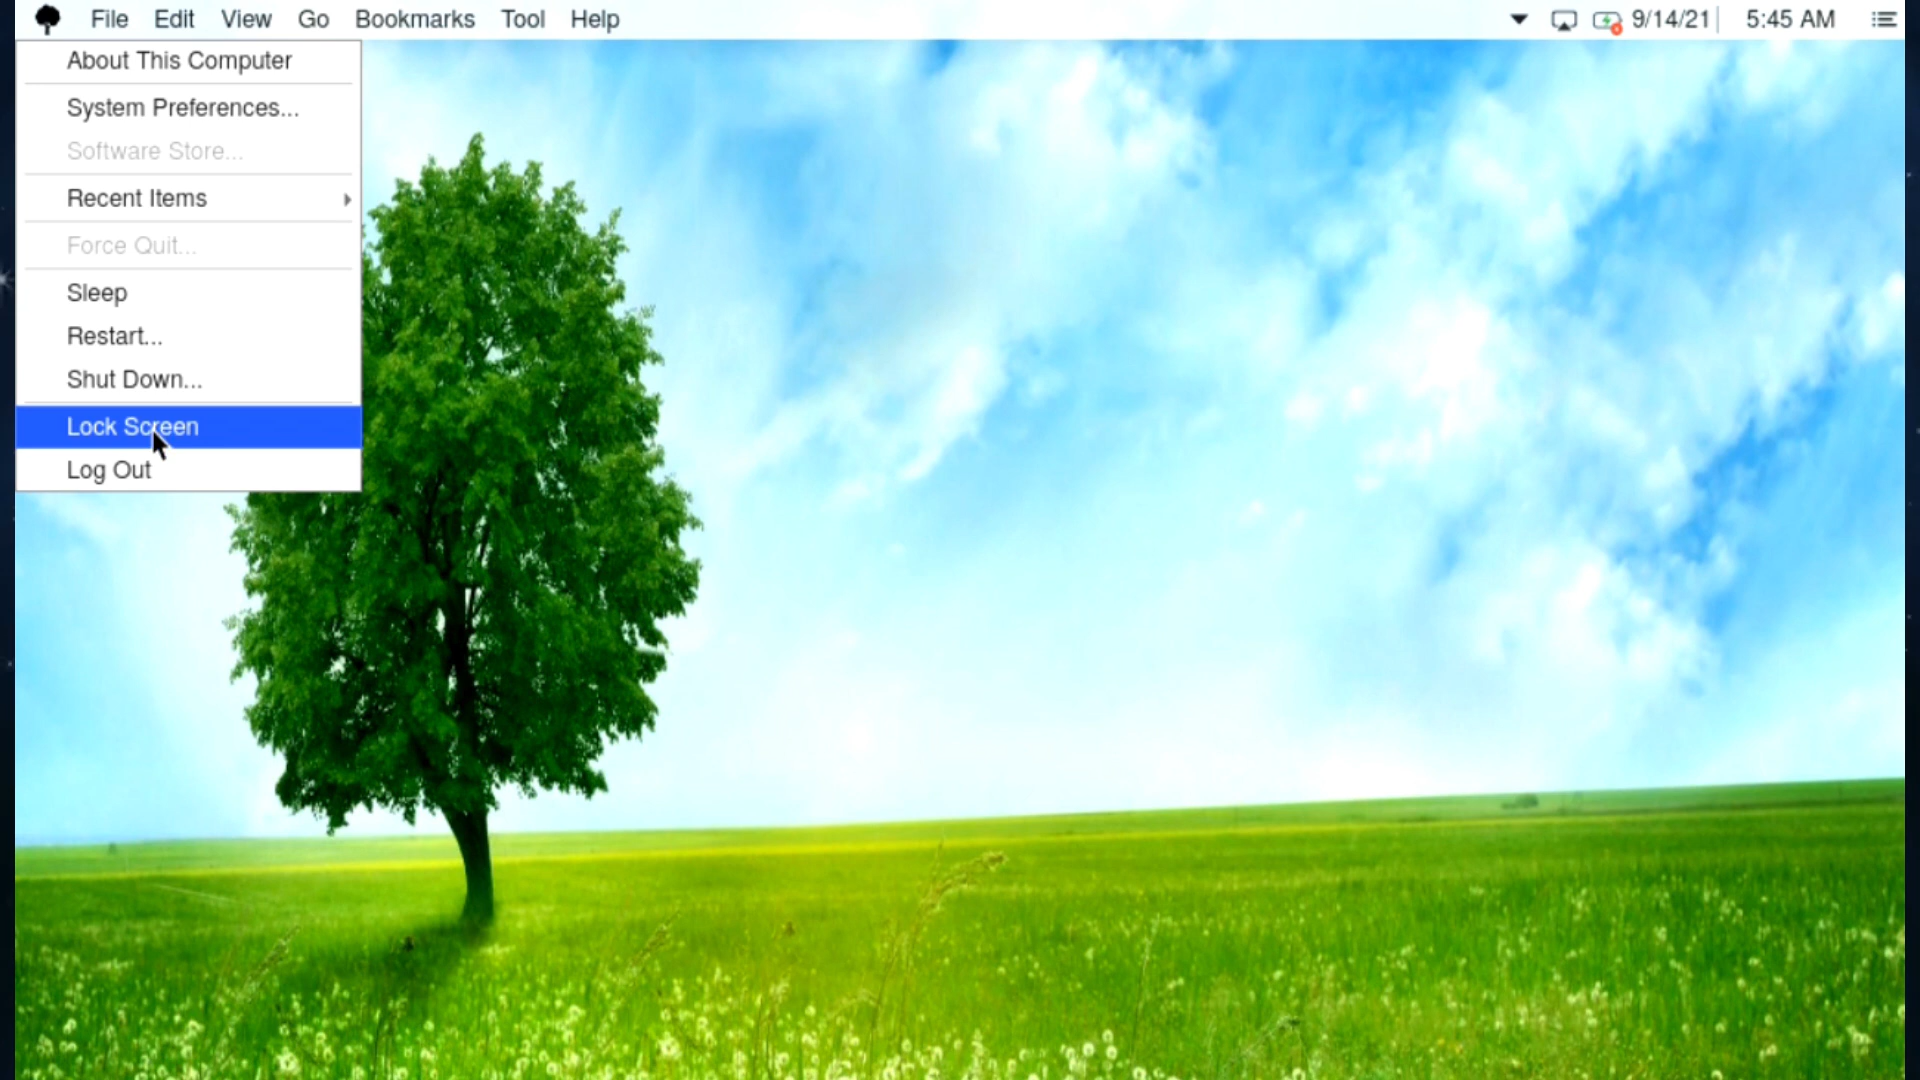 File Edit View Go Bookmarks Tool Help 9/14/21 5:45 AM
About This Computer
System Preferences...
Software Store...
Recent Items
Force Quit...
Sleep
Restart...
Shut Down...
Lock Screen
Log Out